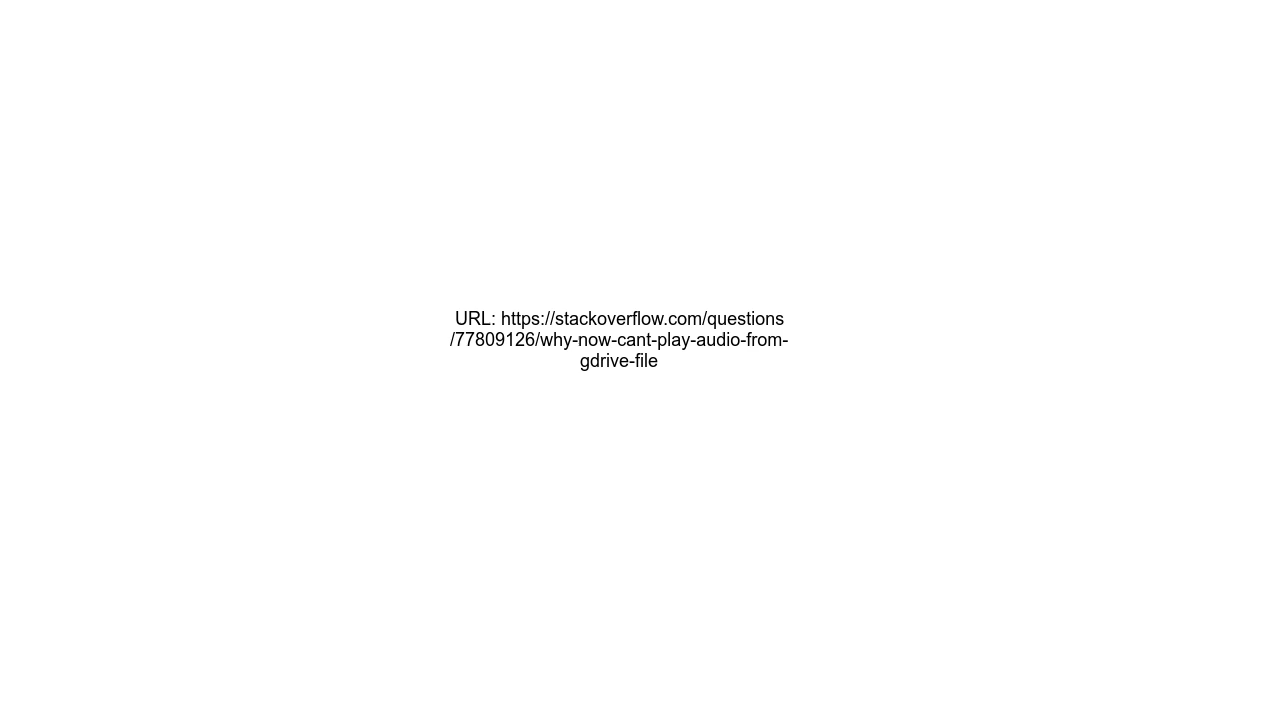 URL: https://stackoverflow.com/questions
/77809126/why-now-cant-play-audio-from-
gdrive-file